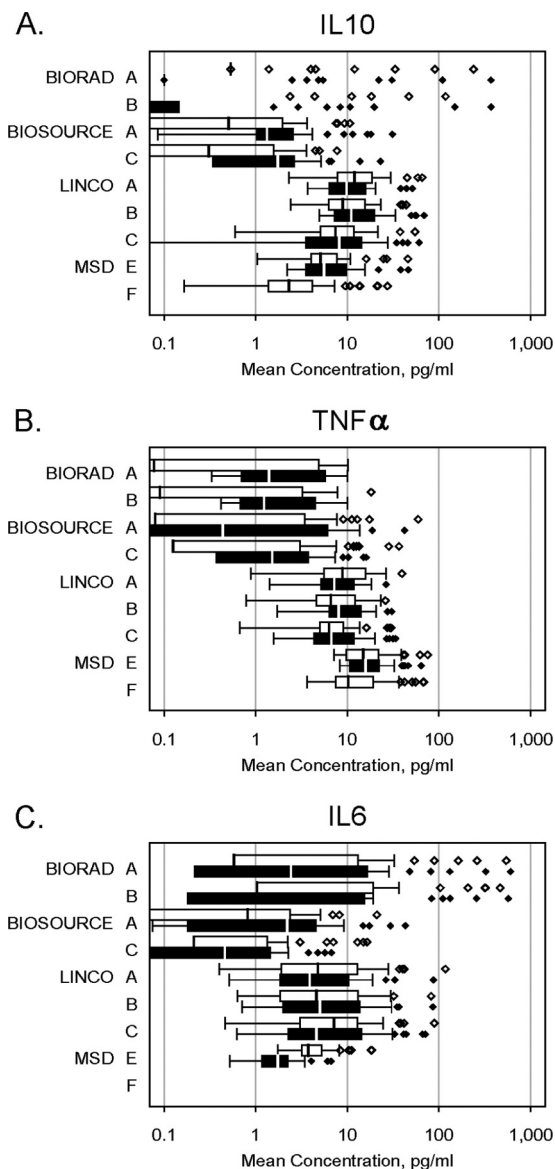 A.
IL10
BIORAD A
B
BIOSOURCE A
C
LINCO A
B
C
MSD E
F
0.1 1 10 100 1,000
Mean Concentration, pg/ml
B.
TNFα
BIORAD A
B
BIOSOURCE A
C
LINCO A
B
C
MSD E
F
0.1 1 10 100 1,000
Mean Concentration, pg/ml
C.
IL6
BIORAD A
B
BIOSOURCE A
C
LINCO A
B
C
MSD E
F
0.1 1 10 100 1,000
Mean Concentration, pg/ml